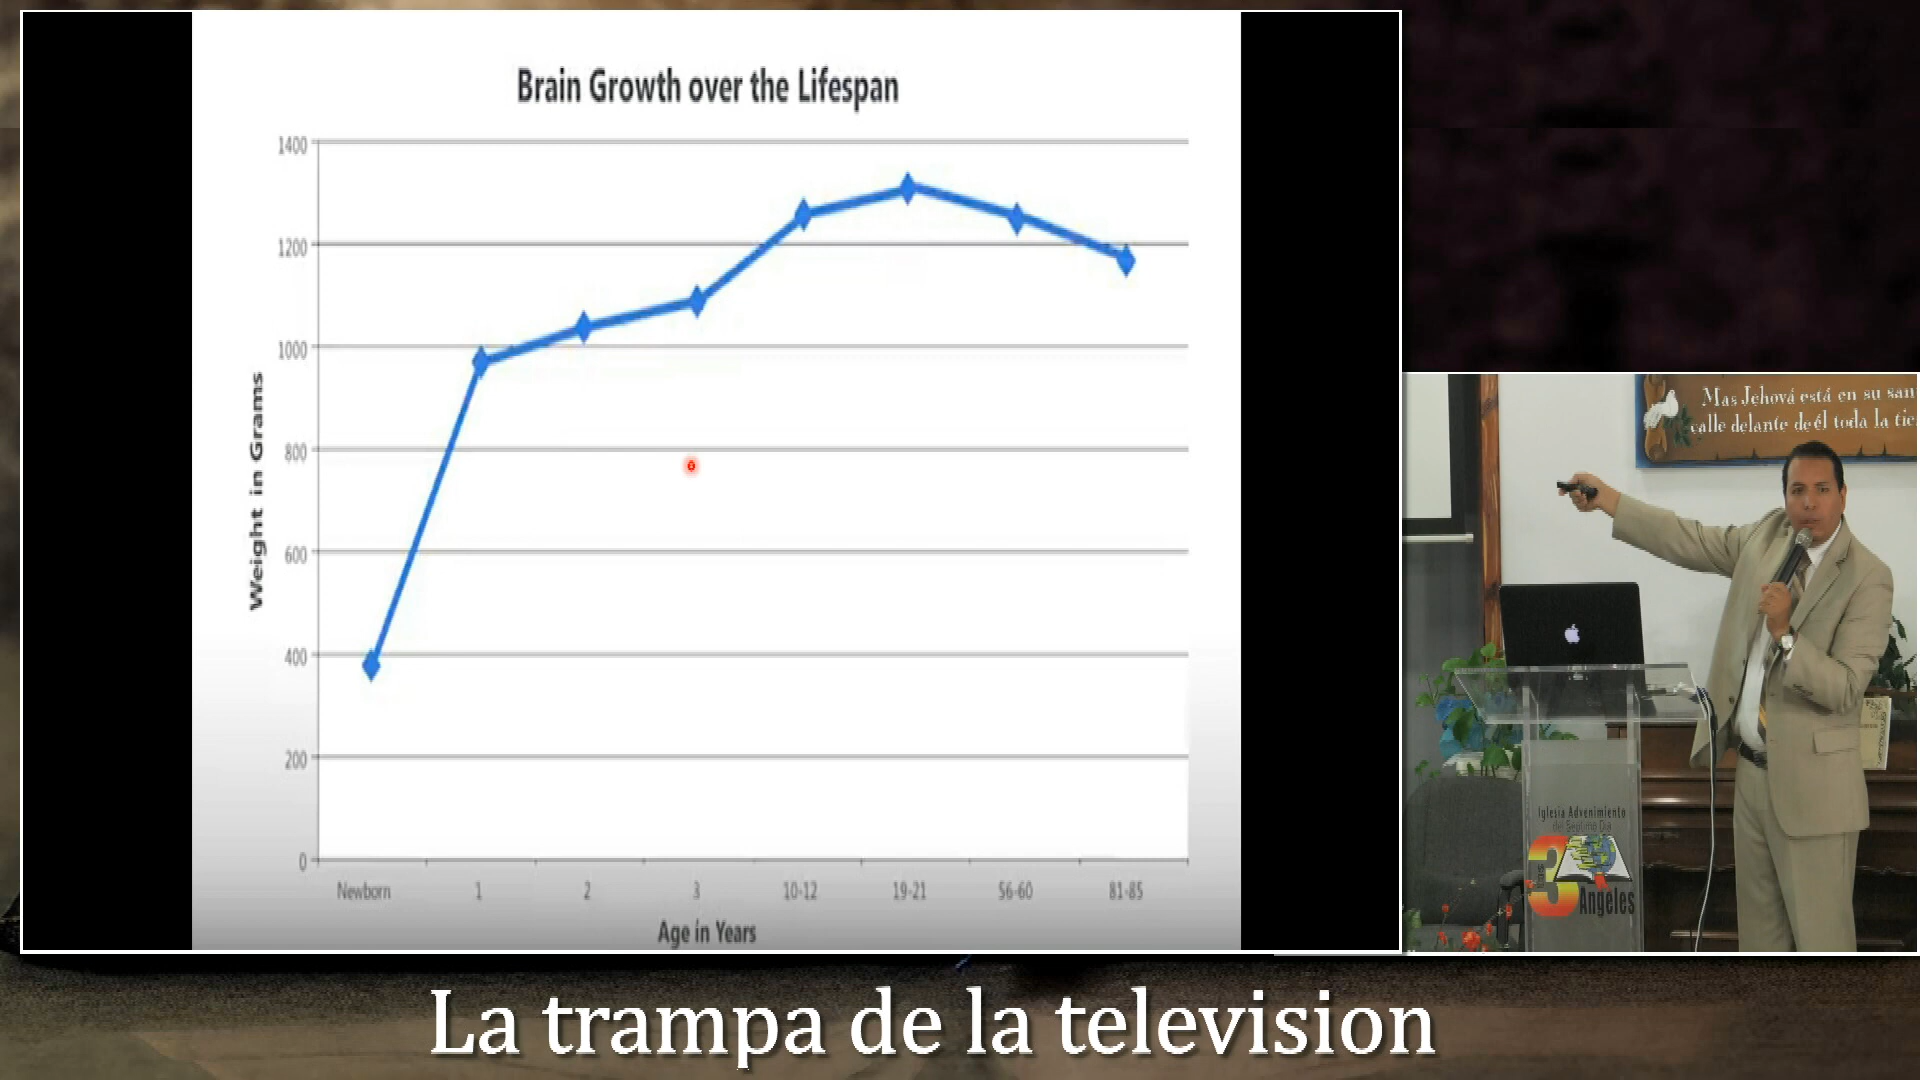 Brain Growth over the Lifespan
1400
1200
1000
800
600
400
200
0
Weight in Grams
Newborn 1 2 3 10-12 19-21 56-60 81-85
Age in Years
Mas Jehová está en su san
calle delante de él toda la tie
Iglesia Advenimiento
del Septimo Dia
Los
3
Angeles
La trampa de la television